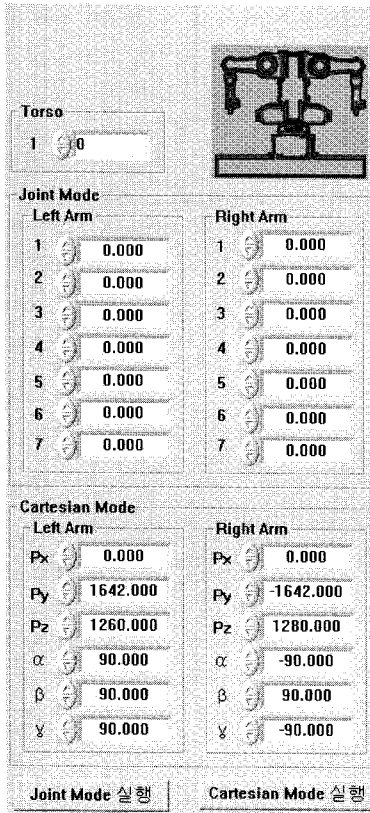 Torso
1 0
Joint Mode
Left Arm Right Arm
1 0.000 1 0.000
2 0.000 2 0.000
3 0.000 3 0.000
4 0.000 4 0.000
5 0.000 5 0.000
6 0.000 6 0.000
7 0.000 7 0.000
Cartesian Mode
Left Arm Right Arm
Px 0.000 Px 0.000
Py 1642.000 Py -1642.000
Pz 1260.000 Pz 1280.000
α 90.000 α -90.000
β 90.000 β 90.000
γ 90.000 γ -90.000
Joint Mode 실행 Cartesian Mode 실행